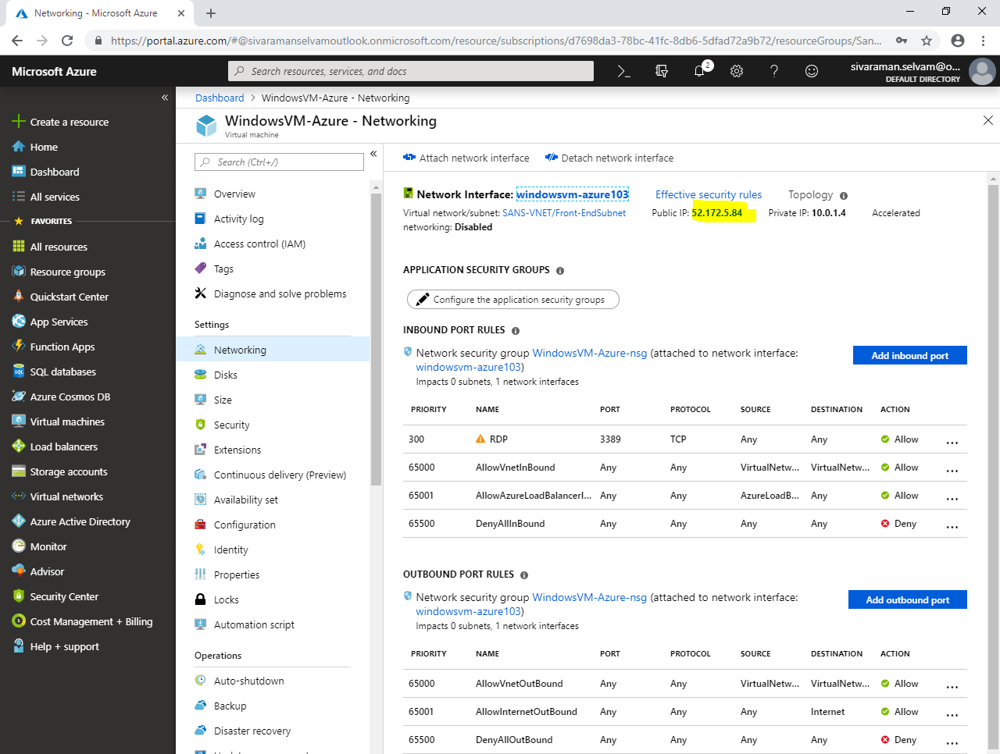 Networking - Microsoft Azure
https://portal.azure.com/#@sivaramanselvamoutlook.onmicrosoft.com/resource/subscriptions/d7698da3-78bc-41fc-8db6-5dfad72a9b72/resourceGroups/San...
Microsoft Azure
Search resources, services, and docs
2
sivaraman.selvam@o...
DEFAULT DIRECTORY
Create a resource
Home
Dashboard
All services
FAVORITES
All resources
Resource groups
Quickstart Center
App Services
Function Apps
SQL databases
Azure Cosmos DB
Virtual machines
Load balancers
Storage accounts
Virtual networks
Azure Active Directory
Monitor
Advisor
Security Center
Cost Management + Billing
Help + support
Dashboard > WindowsVM-Azure - Networking
WindowsVM-Azure - Networking
Virtual machine
Search (Ctrl+/)
Overview
Activity log
Access control (IAM)
Tags
Diagnose and solve problems
Settings
Networking
Disks
Size
Security
Extensions
Continuous delivery (Preview)
Availability set
Configuration
Identity
Properties
Locks
Automation script
Operations
Auto-shutdown
Backup
Disaster recovery
Attach network interface Detach network interface
Network Interface: windowsvm-azure103 Effective security rules Topology
Virtual network/subnet: SANS-VNET/Front-EndSubnet Public IP: 52.172.5.84 Private IP: 10.0.1.4 Accelerated
networking: Disabled
APPLICATION SECURITY GROUPS
Configure the application security groups
INBOUND PORT RULES
Network security group WindowsVM-Azure-nsg (attached to network interface:
windowsvm-azure103)
Impacts 0 subnets, 1 network interfaces
Add inbound port
PRIORITY NAME PORT PROTOCOL SOURCE DESTINATION ACTION
300 RDP 3389 TCP Any Any Allow ...
65000 AllowVnetInBound Any Any VirtualNetw... VirtualNetw... Allow ...
65001 AllowAzureLoadBalancerI... Any Any AzureLoadB... Any Allow ...
65500 DenyAllInBound Any Any Any Any Deny ...
OUTBOUND PORT RULES
Network security group WindowsVM-Azure-nsg (attached to network interface:
windowsvm-azure103)
Impacts 0 subnets, 1 network interfaces
Add outbound port
PRIORITY NAME PORT PROTOCOL SOURCE DESTINATION ACTION
65000 AllowVnetOutBound Any Any VirtualNetw... VirtualNetw... Allow ...
65001 AllowInternetOutBound Any Any Any Internet Allow ...
65500 DenyAllOutBound Any Any Any Any Deny ...